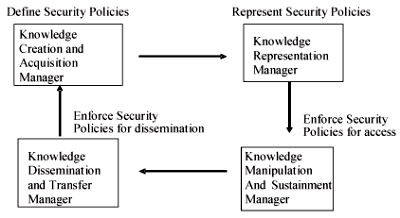 Define Security Policies
Represent Security Policies
Knowledge
Creation and
Acquisition
Manager
Knowledge
Representation
Manager
Enforce Security
Policies for dissemination
Enforce Security
Policies for access
Knowledge
Dissemination
and Transfer
Manager
Knowledge
Manipulation
And Sustainment
Manager